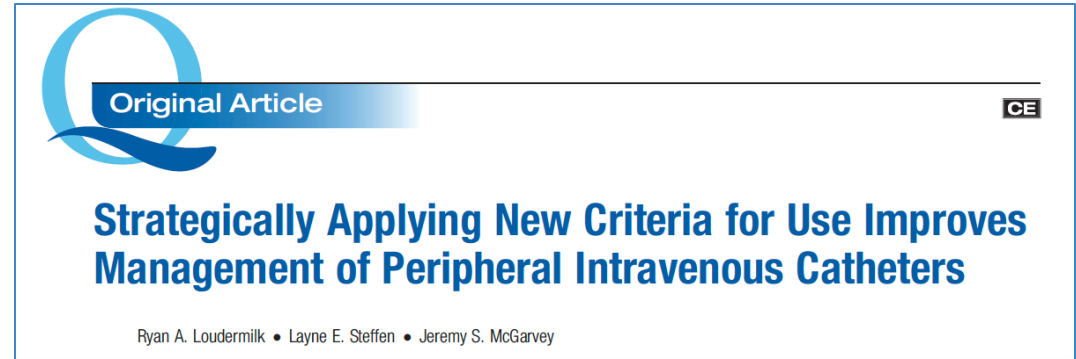 Original Article
CE
Strategically Applying New Criteria for Use Improves
Management of Peripheral Intravenous Catheters
Ryan A. Loudermilk • Layne E. Steffen • Jeremy S. McGarvey